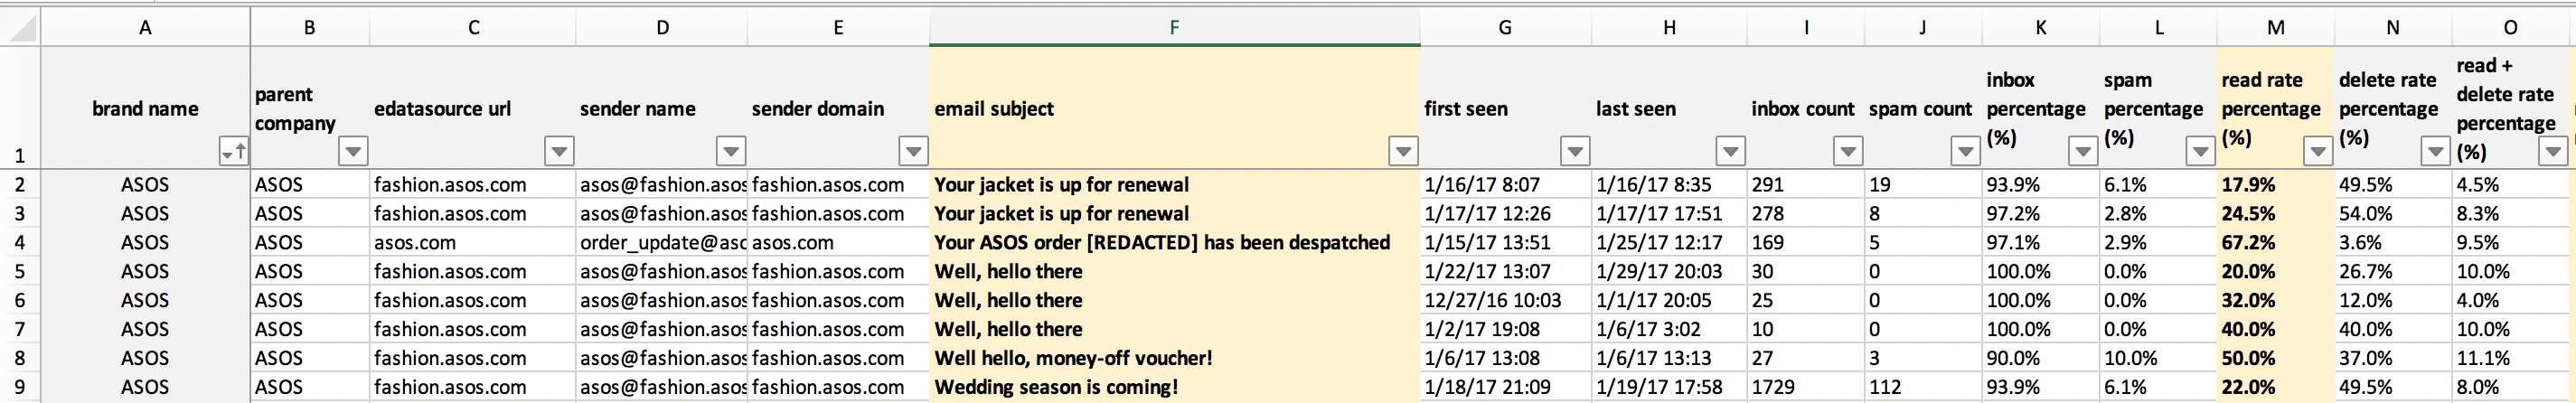 A B C D E F G H I J K L M N O
1 brand name parent company edatasource url sender name sender domain email subject first seen last seen inbox count spam count inbox percentage (%) spam percentage (%) read rate percentage (%) delete rate percentage (%) read + delete rate percentage (%)
2 ASOS ASOS fashion.asos.com asos@fashion.asos fashion.asos.com Your jacket is up for renewal 1/16/17 8:07 1/16/17 8:35 291 19 93.9% 6.1% 17.9% 49.5% 4.5%
3 ASOS ASOS fashion.asos.com asos@fashion.asos fashion.asos.com Your jacket is up for renewal 1/17/17 12:26 1/17/17 17:51 278 8 97.2% 2.8% 24.5% 54.0% 8.3%
4 ASOS ASOS asos.com order_update@aso asos.com Your ASOS order [REDACTED] has been despatched 1/15/17 13:51 1/25/17 12:17 169 5 97.1% 2.9% 67.2% 3.6% 9.5%
5 ASOS ASOS fashion.asos.com asos@fashion.asos fashion.asos.com Well, hello there 1/22/17 13:07 1/29/17 20:03 30 0 100.0% 0.0% 20.0% 26.7% 10.0%
6 ASOS ASOS fashion.asos.com asos@fashion.asos fashion.asos.com Well, hello there 12/27/16 10:03 1/1/17 20:05 25 0 100.0% 0.0% 32.0% 12.0% 4.0%
7 ASOS ASOS fashion.asos.com asos@fashion.asos fashion.asos.com Well, hello there 1/2/17 19:08 1/6/17 3:02 10 0 100.0% 0.0% 40.0% 40.0% 10.0%
8 ASOS ASOS fashion.asos.com asos@fashion.asos fashion.asos.com Well hello, money-off voucher! 1/6/17 13:08 1/6/17 13:13 27 3 90.0% 10.0% 50.0% 37.0% 11.1%
9 ASOS ASOS fashion.asos.com asos@fashion.asos fashion.asos.com Wedding season is coming! 1/18/17 21:09 1/19/17 17:58 1729 112 93.9% 6.1% 22.0% 49.5% 8.0%